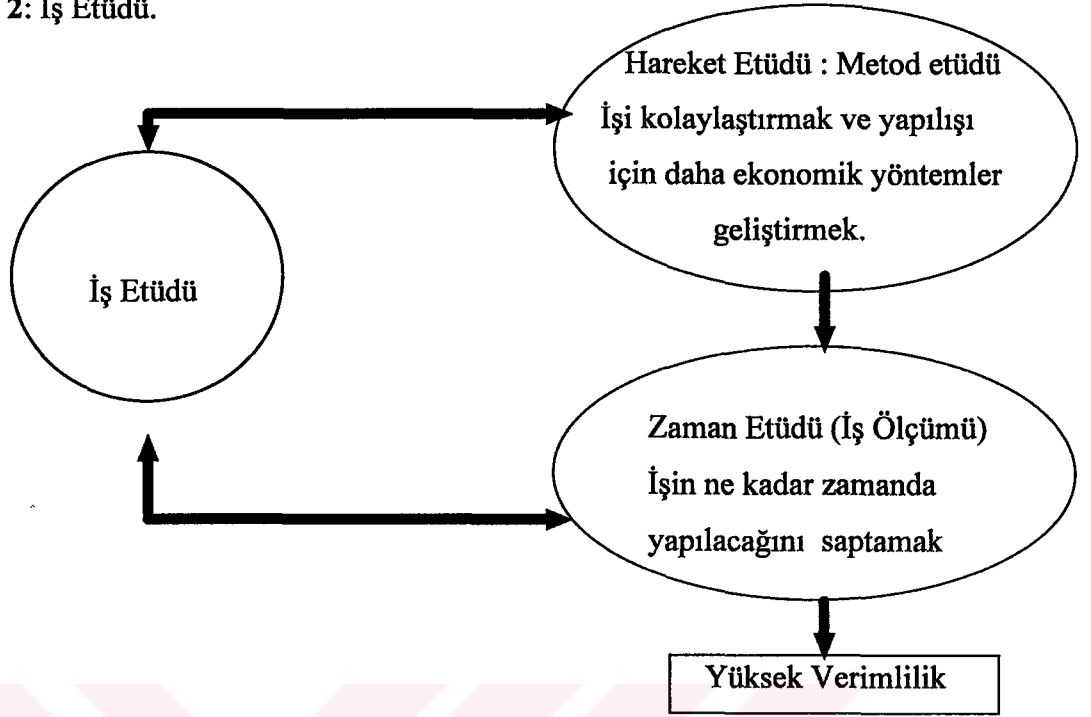 2: İş Etüdü.
Hareket Etüdü : Metod etüdü
İşi kolaylaştırmak ve yapılışı
için daha ekonomik yöntemler
geliştirmek.
İş Etüdü
Zaman Etüdü (İş Ölçümü)
İşin ne kadar zamanda
yapılacağını saptamak
Yüksek Verimlilik